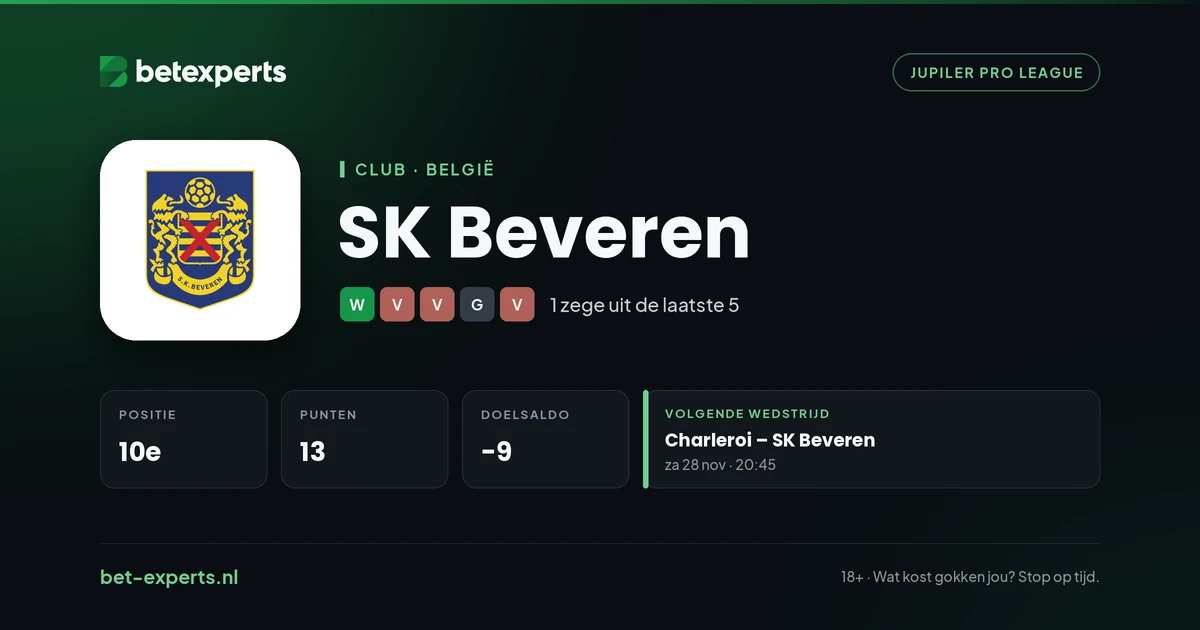 betexperts
JUPILER PRO LEAGUE
CLUB · BELGIË
SK Beveren
S.K. BEVEREN
W V V G V 1 zege uit de laatste 5
POSITIE
10e
PUNTEN
13
DOELSALDO
-9
VOLGENDE WEDSTRIJD
Charleroi – SK Beveren
za 28 nov · 20:45
bet-experts.nl
18+ · Wat kost gokken jou? Stop op tijd.